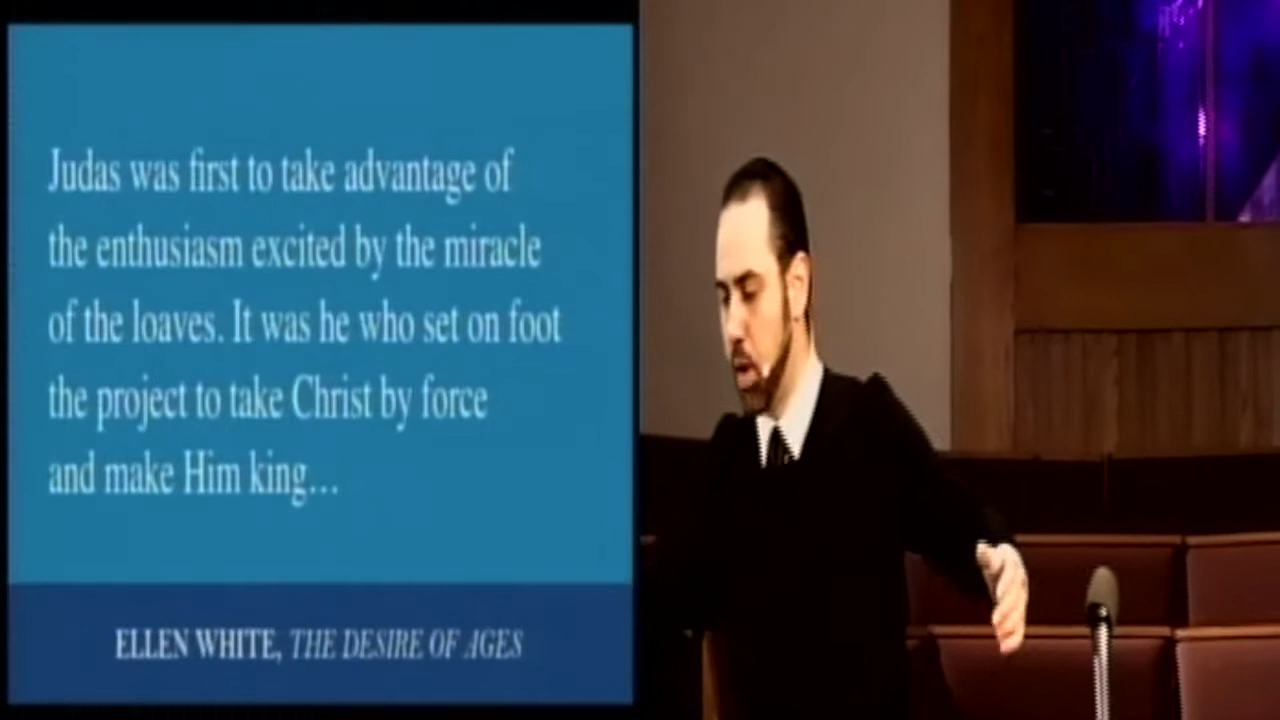 Judas was first to take advantage of
the enthusiasm excited by the miracle
of the loaves. It was he who set on foot
the project to take Christ by force
and make Him king...
ELLEN WHITE, THE DESIRE OF AGES